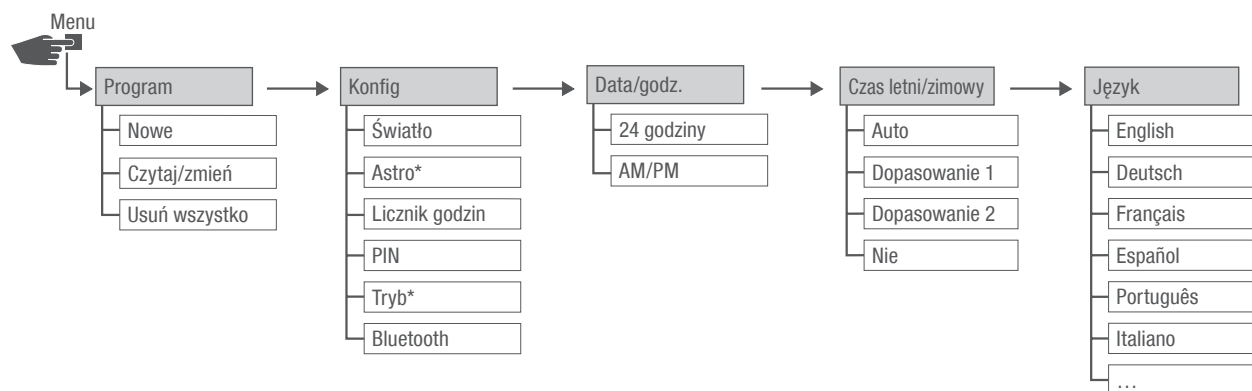 Menu
Program
Nowe
Czytaj/zmień
Usuń wszystko
Konfig
Światło
Astro*
Licznik godzin
PIN
Tryb*
Bluetooth
Data/godz.
24 godziny
AM/PM
Czas letni/zimowy
Auto
Dopasowanie 1
Dopasowanie 2
Nie
Język
English
Deutsch
Français
Español
Português
Italiano
…